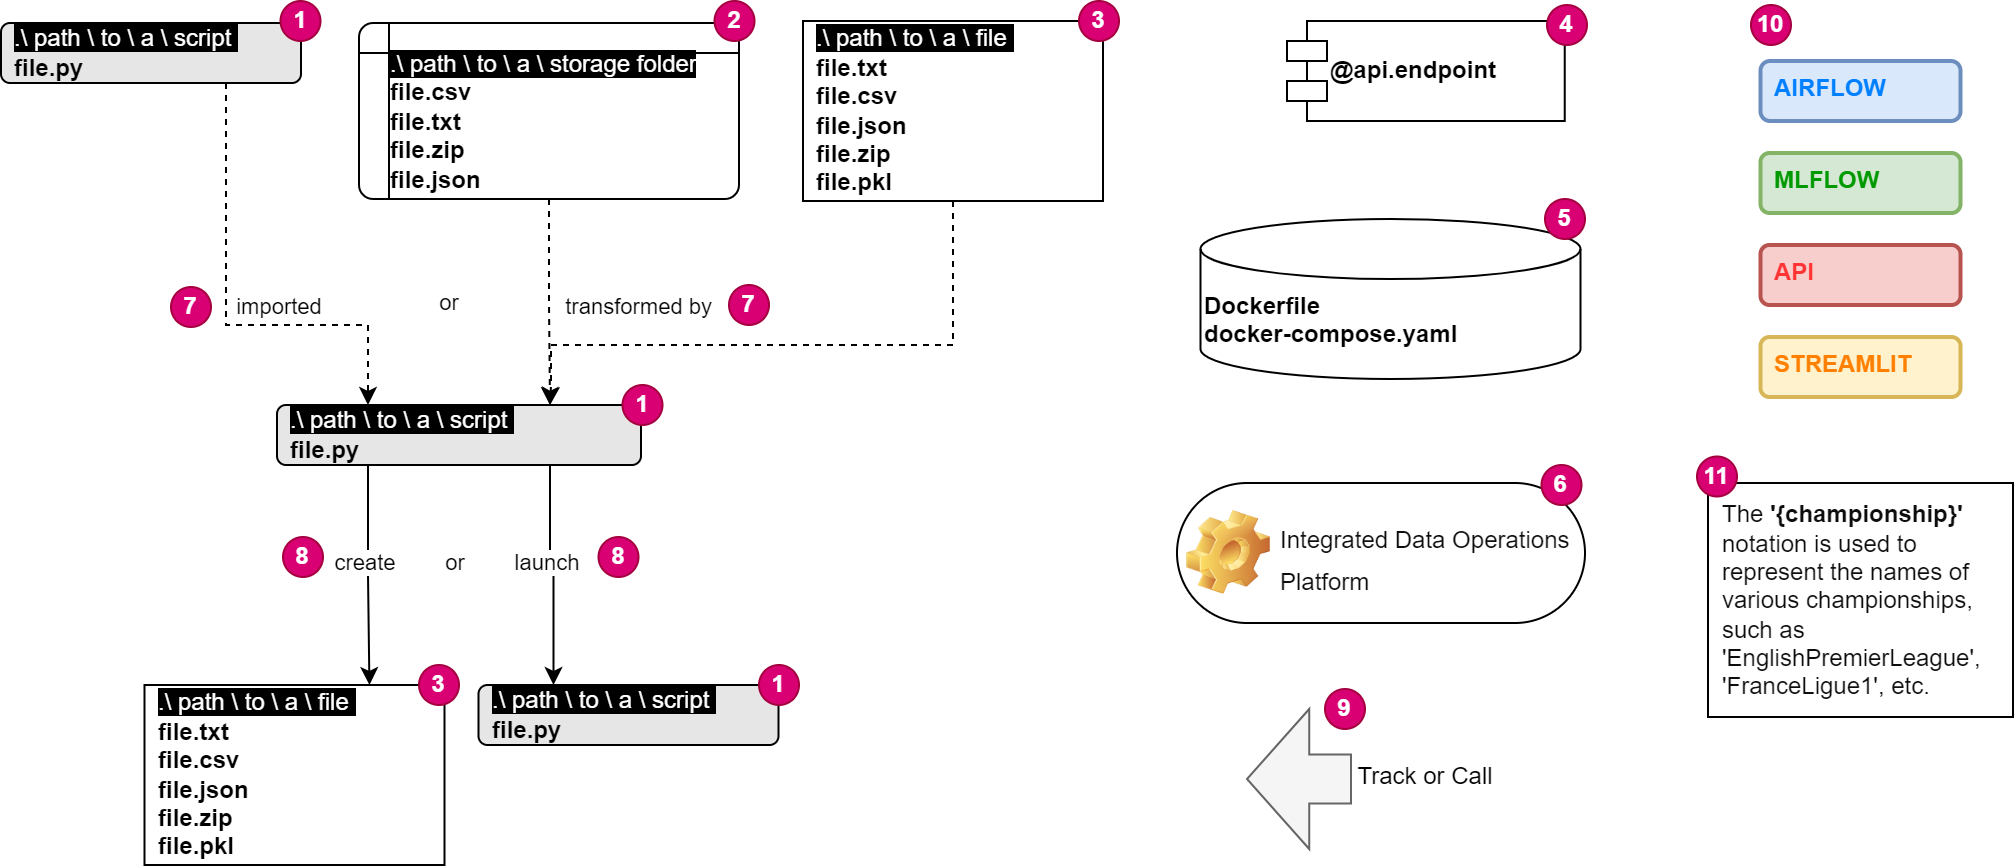 1
.\ path \ to \ a \ script
file.py
2
.\ path \ to \ a \ storage folder
file.csv
file.txt
file.zip
file.json
3
.\ path \ to \ a \ file
file.txt
file.csv
file.json
file.zip
file.pkl
7
imported
or
transformed by
7
1
.\ path \ to \ a \ script
file.py
8
create
or
launch
8
3
.\ path \ to \ a \ file
file.txt
file.csv
file.json
file.zip
file.pkl
1
.\ path \ to \ a \ script
file.py
4
@api.endpoint
5
Dockerfile
docker-compose.yaml
6
Integrated Data Operations
Platform
9
Track or Call
10
AIRFLOW
MLFLOW
API
STREAMLIT
11
The '{championship}'
notation is used to
represent the names of
various championships,
such as
'EnglishPremierLeague',
'FranceLigue1', etc.